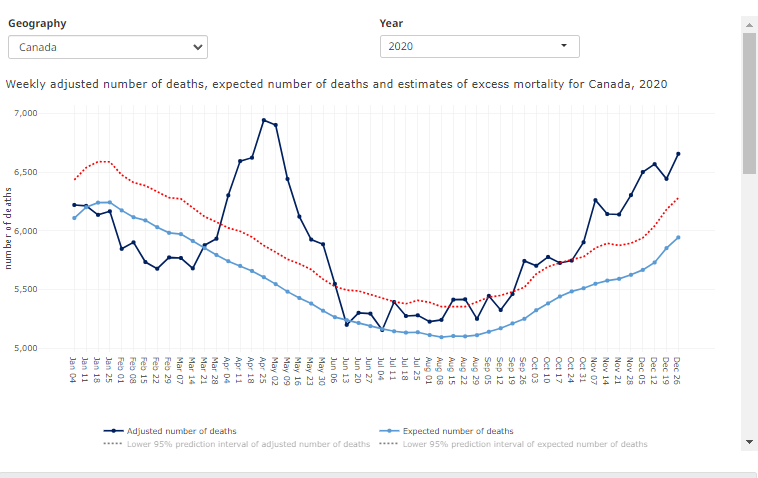 Geography
Year
Canada
2020
Weekly adjusted number of deaths, expected number of deaths and estimates of excess mortality for Canada, 2020
number of deaths
7,000
6,500
6,000
5,500
5,000
Jan 04
Jan 11
Jan 18
Jan 25
Feb 01
Feb 08
Feb 15
Feb 22
Feb 29
Mar 07
Mar 14
Mar 21
Mar 28
Apr 04
Apr 11
Apr 18
Apr 25
May 02
May 09
May 16
May 23
May 30
Jun 06
Jun 13
Jun 20
Jun 27
Jul 04
Jul 11
Jul 18
Jul 25
Aug 01
Aug 08
Aug 15
Aug 22
Aug 29
Sep 05
Sep 12
Sep 19
Sep 26
Oct 03
Oct 10
Oct 17
Oct 24
Oct 31
Nov 07
Nov 14
Nov 21
Nov 28
Dec 05
Dec 12
Dec 19
Dec 26
Adjusted number of deaths
Expected number of deaths
Lower 95% prediction interval of adjusted number of deaths
Lower 95% prediction interval of expected number of deaths